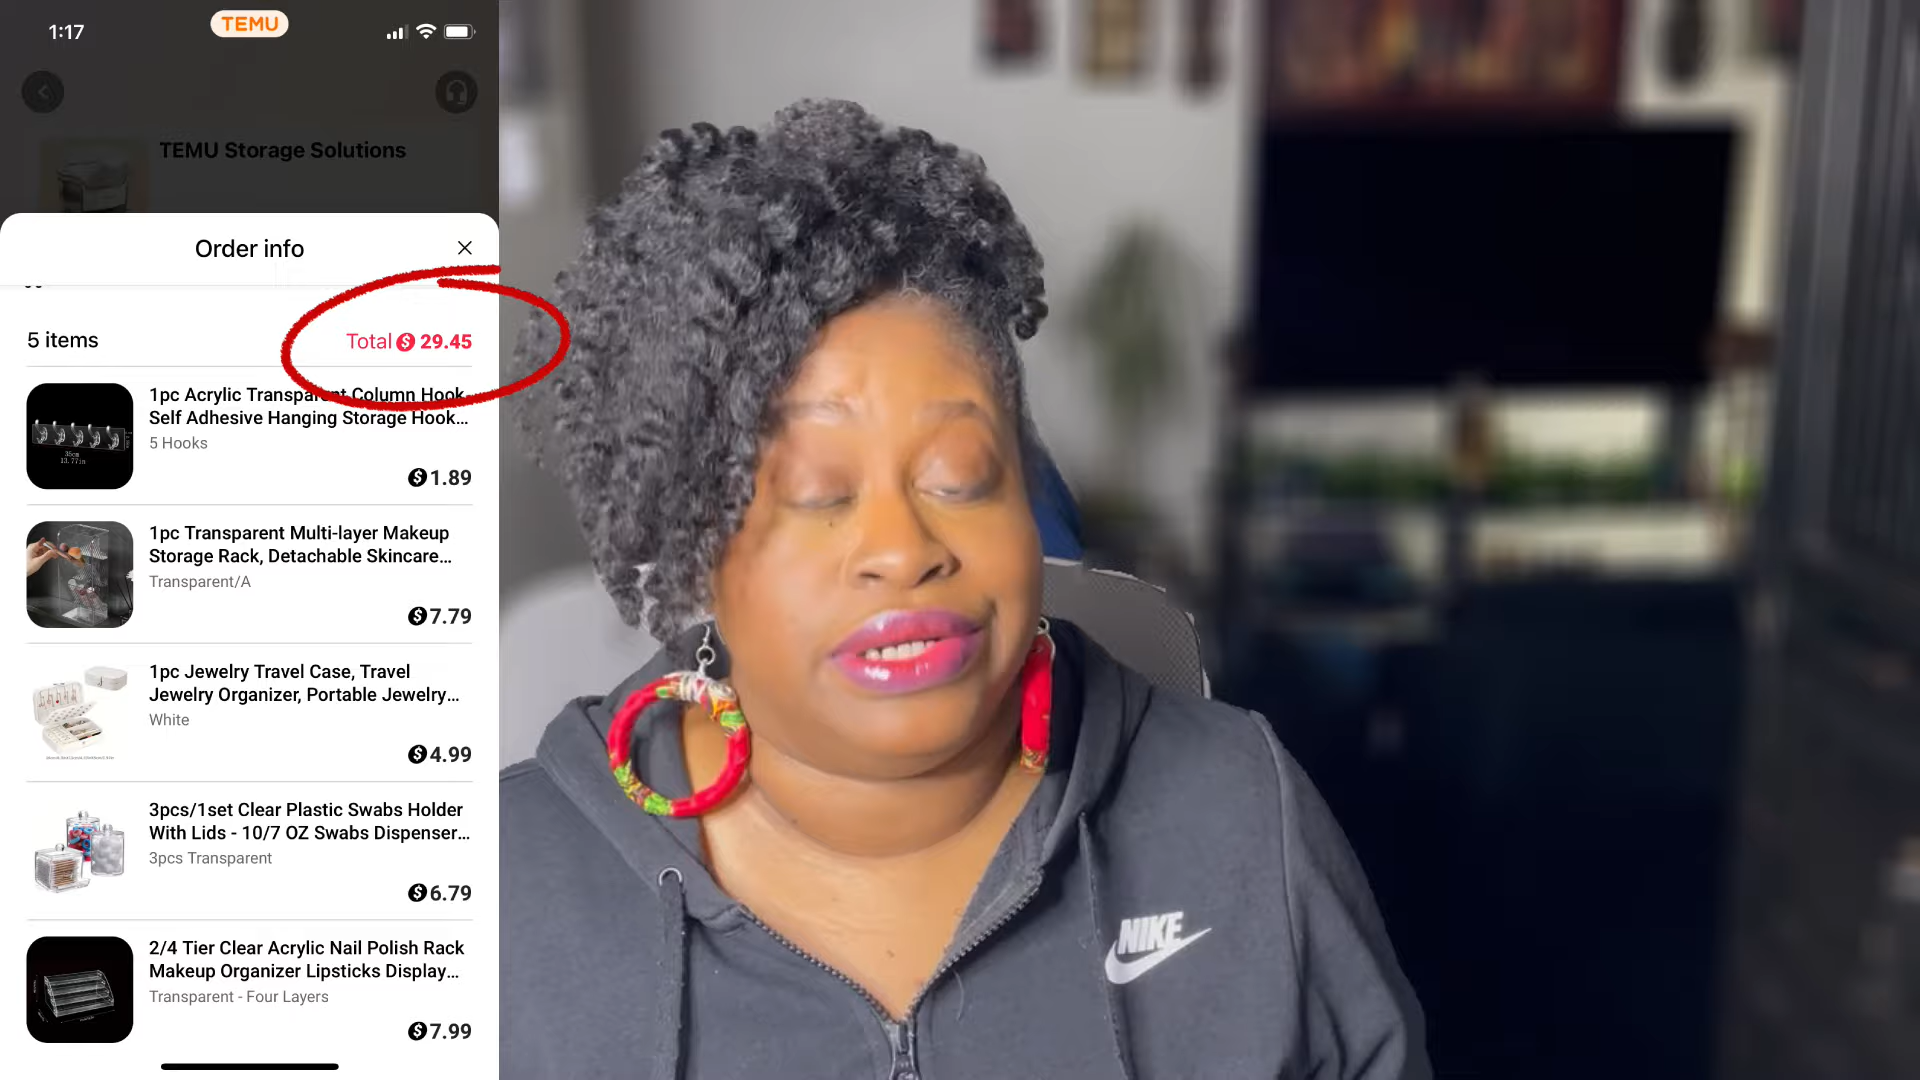 1:17
TEMU
TEMU Storage Solutions
Order info
5 items
Total $ 29.45
1pc Acrylic Transparent Column Hook
Self Adhesive Hanging Storage Hook...
5 Hooks
$1.89
35cm
13.77in
1pc Transparent Multi-layer Makeup
Storage Rack, Detachable Skincare...
Transparent/A
$7.79
1pc Jewelry Travel Case, Travel
Jewelry Organizer, Portable Jewelry...
White
$4.99
3pcs/1set Clear Plastic Swabs Holder
With Lids - 10/7 OZ Swabs Dispenser...
3pcs Transparent
$6.79
2/4 Tier Clear Acrylic Nail Polish Rack
Makeup Organizer Lipsticks Display...
Transparent - Four Layers
$7.99
NIKE